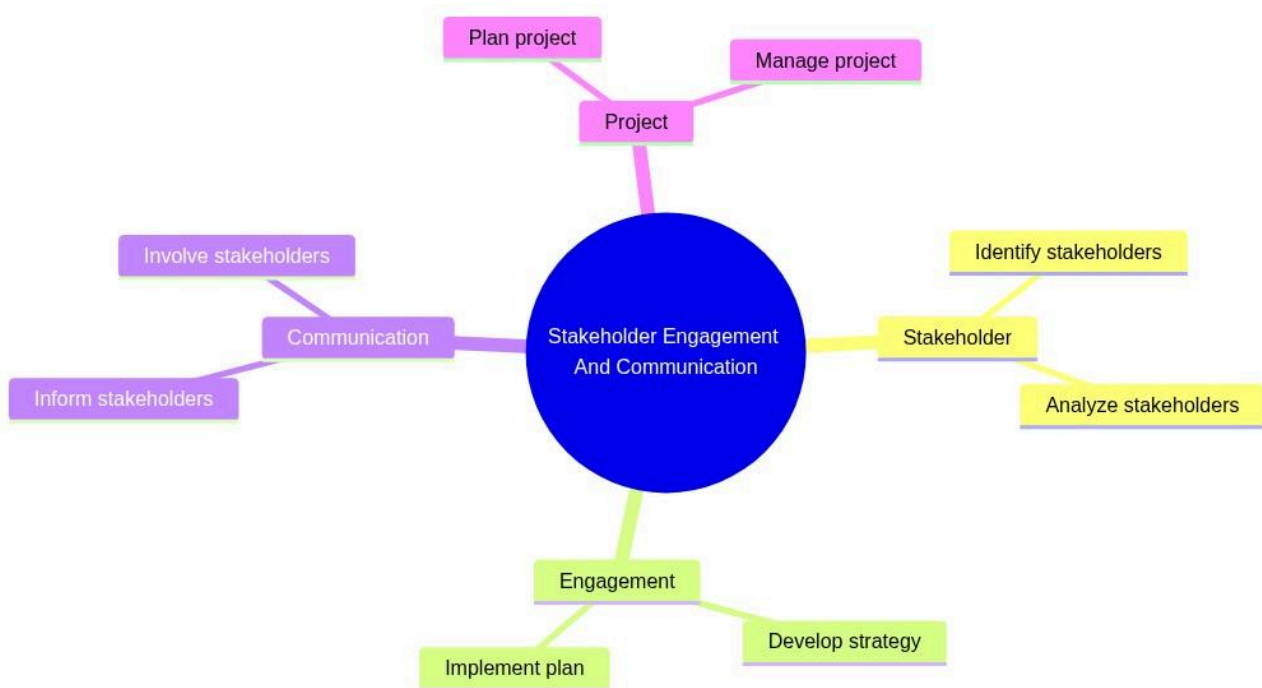 Plan project
Manage project
Project
Involve stakeholders
Identify stakeholders
Communication
Stakeholder Engagement
And Communication
Stakeholder
Inform stakeholders
Analyze stakeholders
Engagement
Develop strategy
Implement plan